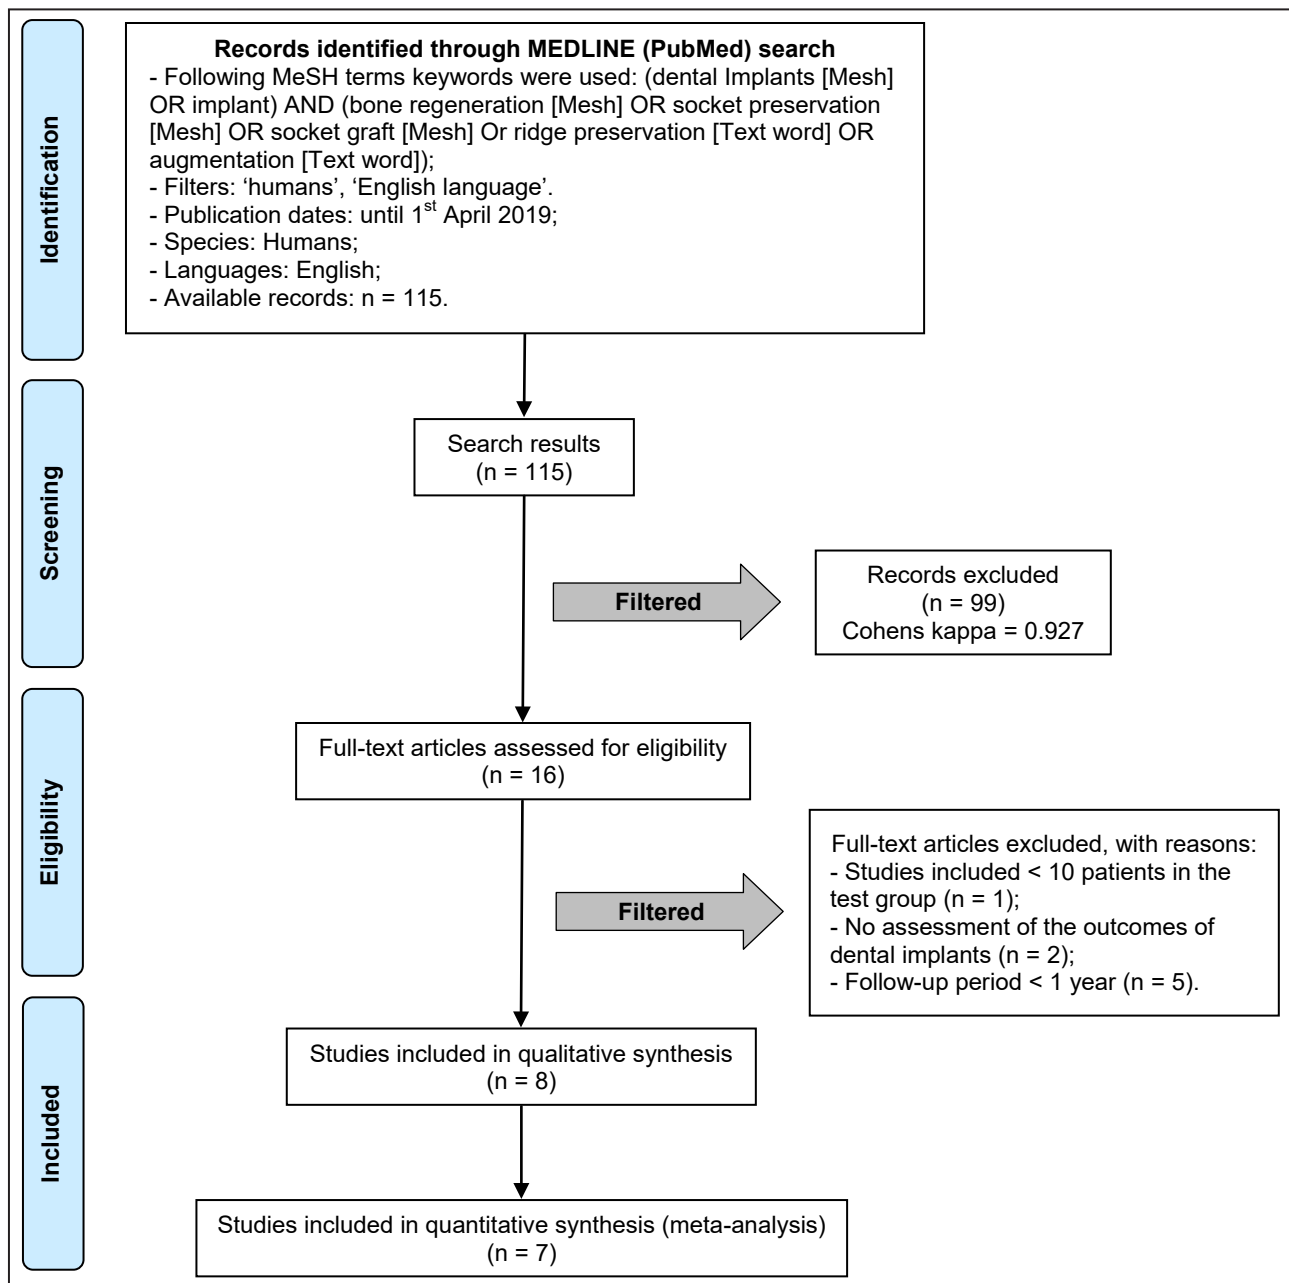 Identification
Records identified through MEDLINE (PubMed) search
- Following MeSH terms keywords were used: (dental Implants [Mesh]
OR implant) AND (bone regeneration [Mesh] OR socket preservation
[Mesh] OR socket graft [Mesh] Or ridge preservation [Text word] OR
augmentation [Text word]);
- Filters: ‘humans’, ‘English language’.
- Publication dates: until 1st April 2019;
- Species: Humans;
- Languages: English;
- Available records: n = 115.
Screening
Search results
(n = 115)
Filtered
Records excluded
(n = 99)
Cohens kappa = 0.927
Eligibility
Full-text articles assessed for eligibility
(n = 16)
Filtered
Full-text articles excluded, with reasons:
- Studies included < 10 patients in the
test group (n = 1);
- No assessment of the outcomes of
dental implants (n = 2);
- Follow-up period < 1 year (n = 5).
Included
Studies included in qualitative synthesis
(n = 8)
Studies included in quantitative synthesis (meta-analysis)
(n = 7)